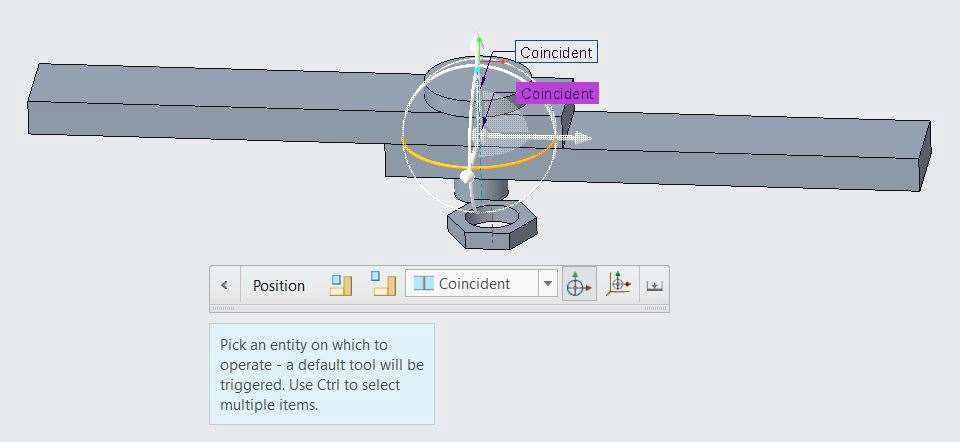 Coincident
Coincident
Position
Coincident
Pick an entity on which to
operate - a default tool will be
triggered. Use Ctrl to select
multiple items.